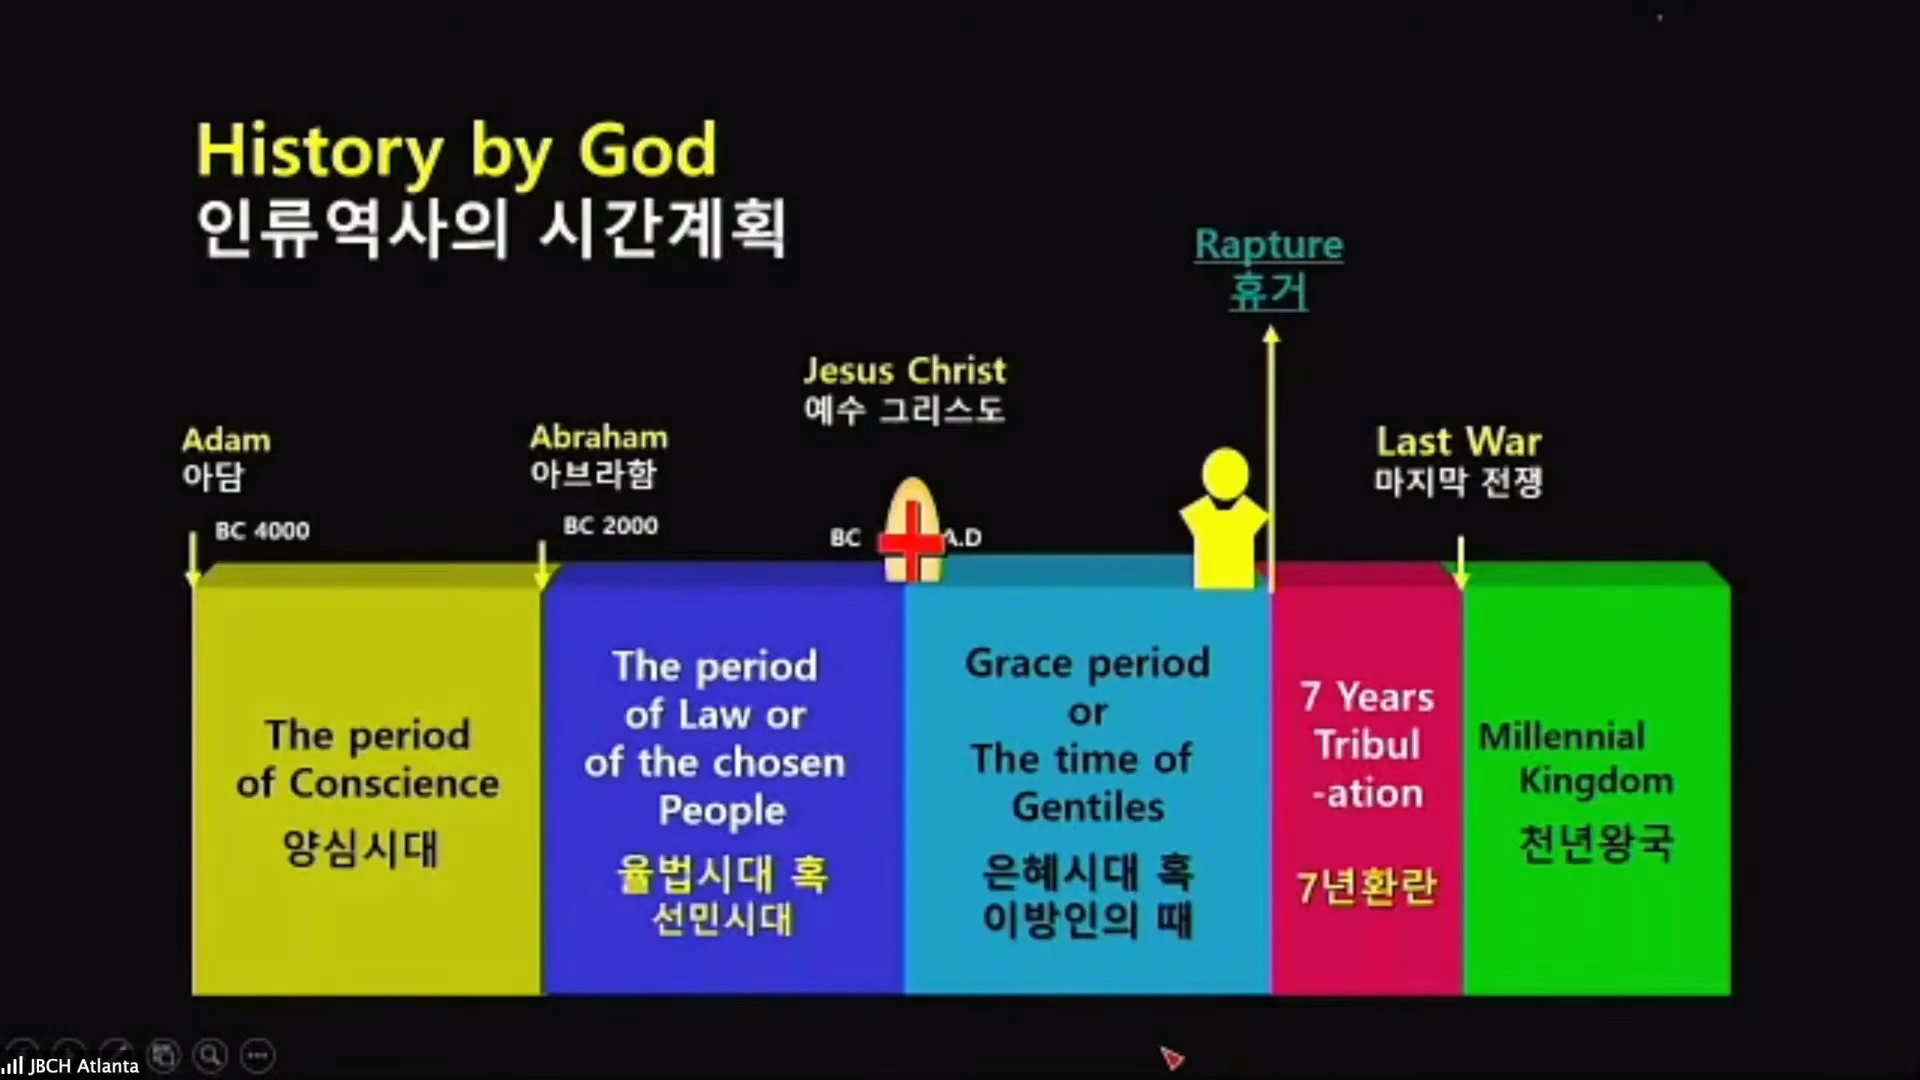 History by God
인류역사의 시간계획
Rapture
휴거
Jesus Christ
예수 그리스도
Adam
아담
BC 4000
Abraham
아브라함
BC 2000
BC
A.D
Last War
마지막 전쟁
The period
of Conscience
양심시대
The period
of Law or
of the chosen
People
율법시대 혹
선민시대
Grace period
or
The time of
Gentiles
은혜시대 혹
이방인의 때
7 Years
Tribul
-ation
7년환란
Millennial
Kingdom
천년왕국
JBCH Atlanta